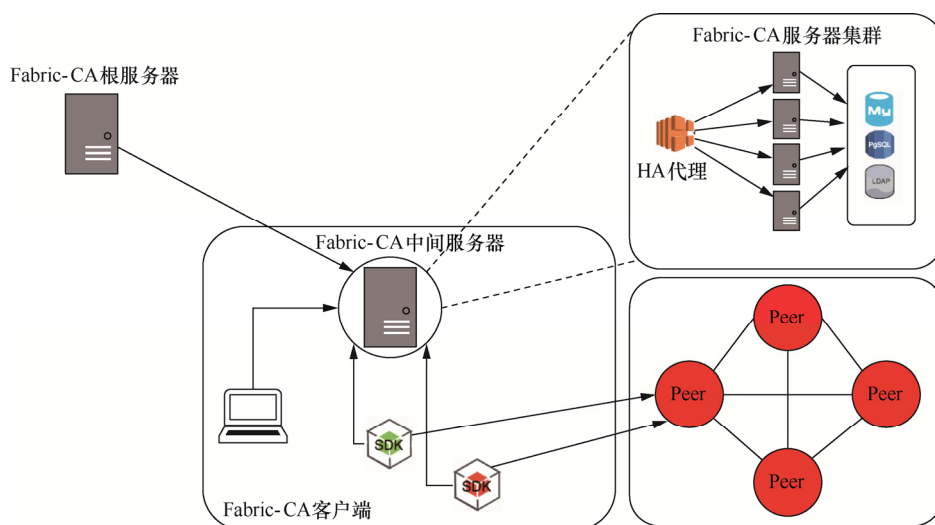 Fabric-CA服务器集群
Fabric-CA根服务器
My
PgSQL
LDAP
HA代理
Fabric-CA中间服务器
Peer
Peer
Peer
Peer
SDK
SDK
Fabric-CA客户端